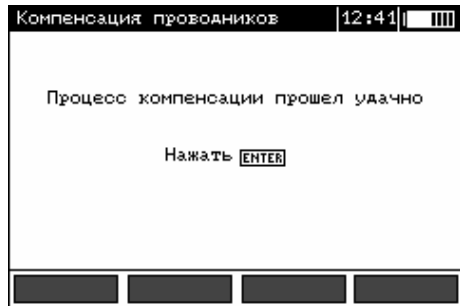 Компенсация проводников 12:41
Процесс компенсации прошел удачно
Нажать ENTER